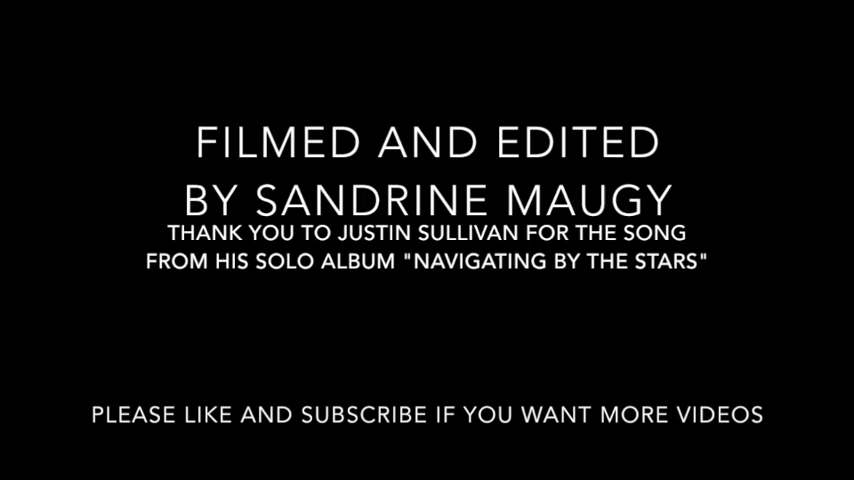 FILMED AND EDITED
BY SANDRINE MAUGY
THANK YOU TO JUSTIN SULLIVAN FOR THE SONG
FROM HIS SOLO ALBUM "NAVIGATING BY THE STARS"
PLEASE LIKE AND SUBSCRIBE IF YOU WANT MORE VIDEOS